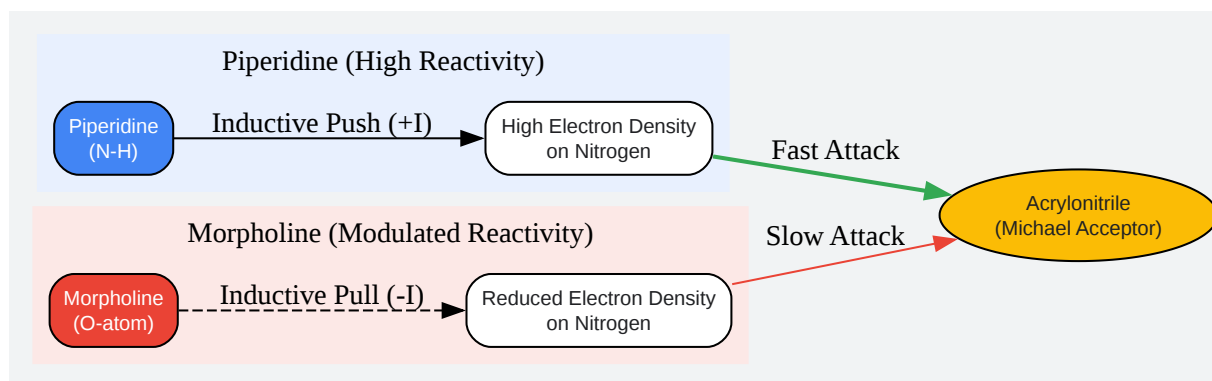 Piperidine (High Reactivity)
Piperidine
(N-H)
Inductive Push (+I)
High Electron Density
on Nitrogen
Fast Attack
Acrylonitrile
(Michael Acceptor)
Morpholine (Modulated Reactivity)
Morpholine
(O-atom)
Inductive Pull (-I)
Reduced Electron Density
on Nitrogen
Slow Attack